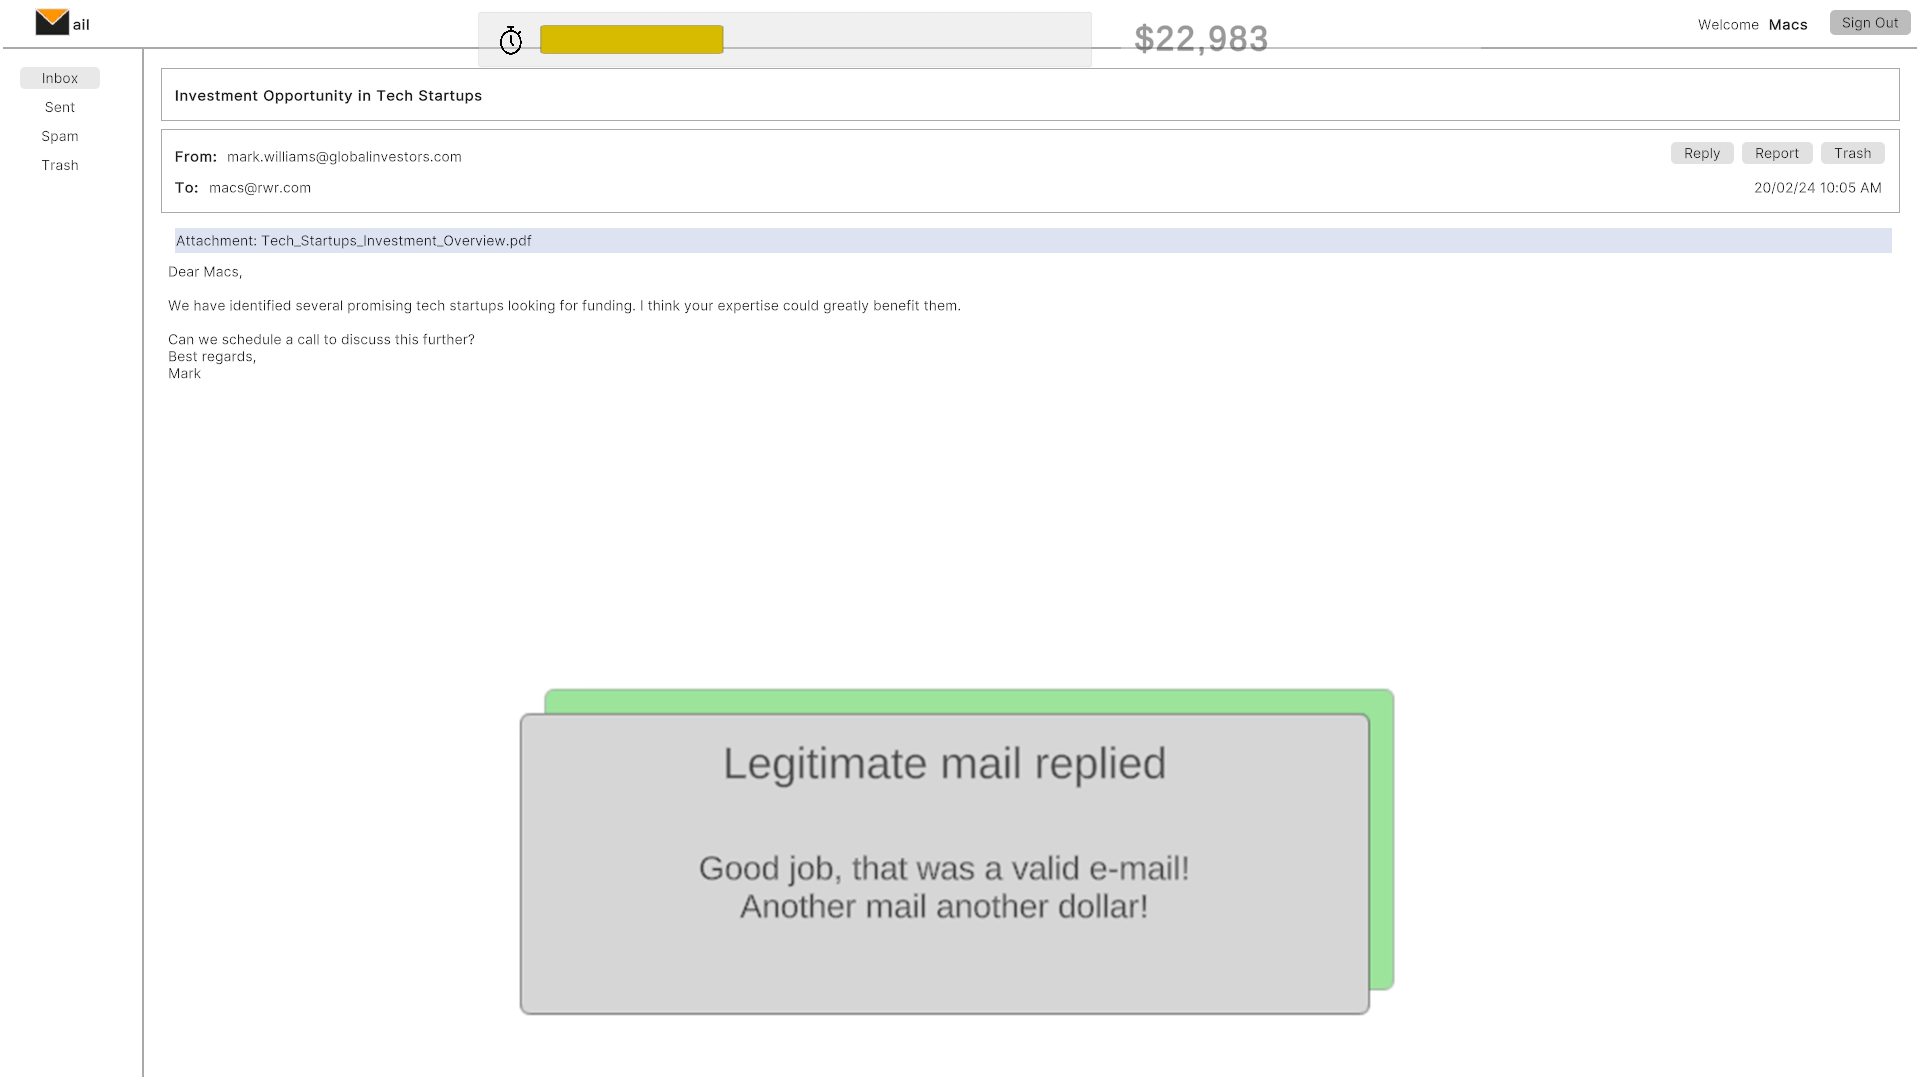 ail
$22,983
Welcome Macs
Sign Out
Inbox
Sent
Spam
Trash
Investment Opportunity in Tech Startups
From: mark.williams@globalinvestors.com
Reply Report Trash
To: macs@rwr.com
20/02/24 10:05 AM
Attachment: Tech_Startups_Investment_Overview.pdf
Dear Macs,
We have identified several promising tech startups looking for funding. I think your expertise could greatly benefit them.
Can we schedule a call to discuss this further?
Best regards,
Mark
Legitimate mail replied
Good job, that was a valid e-mail!
Another mail another dollar!